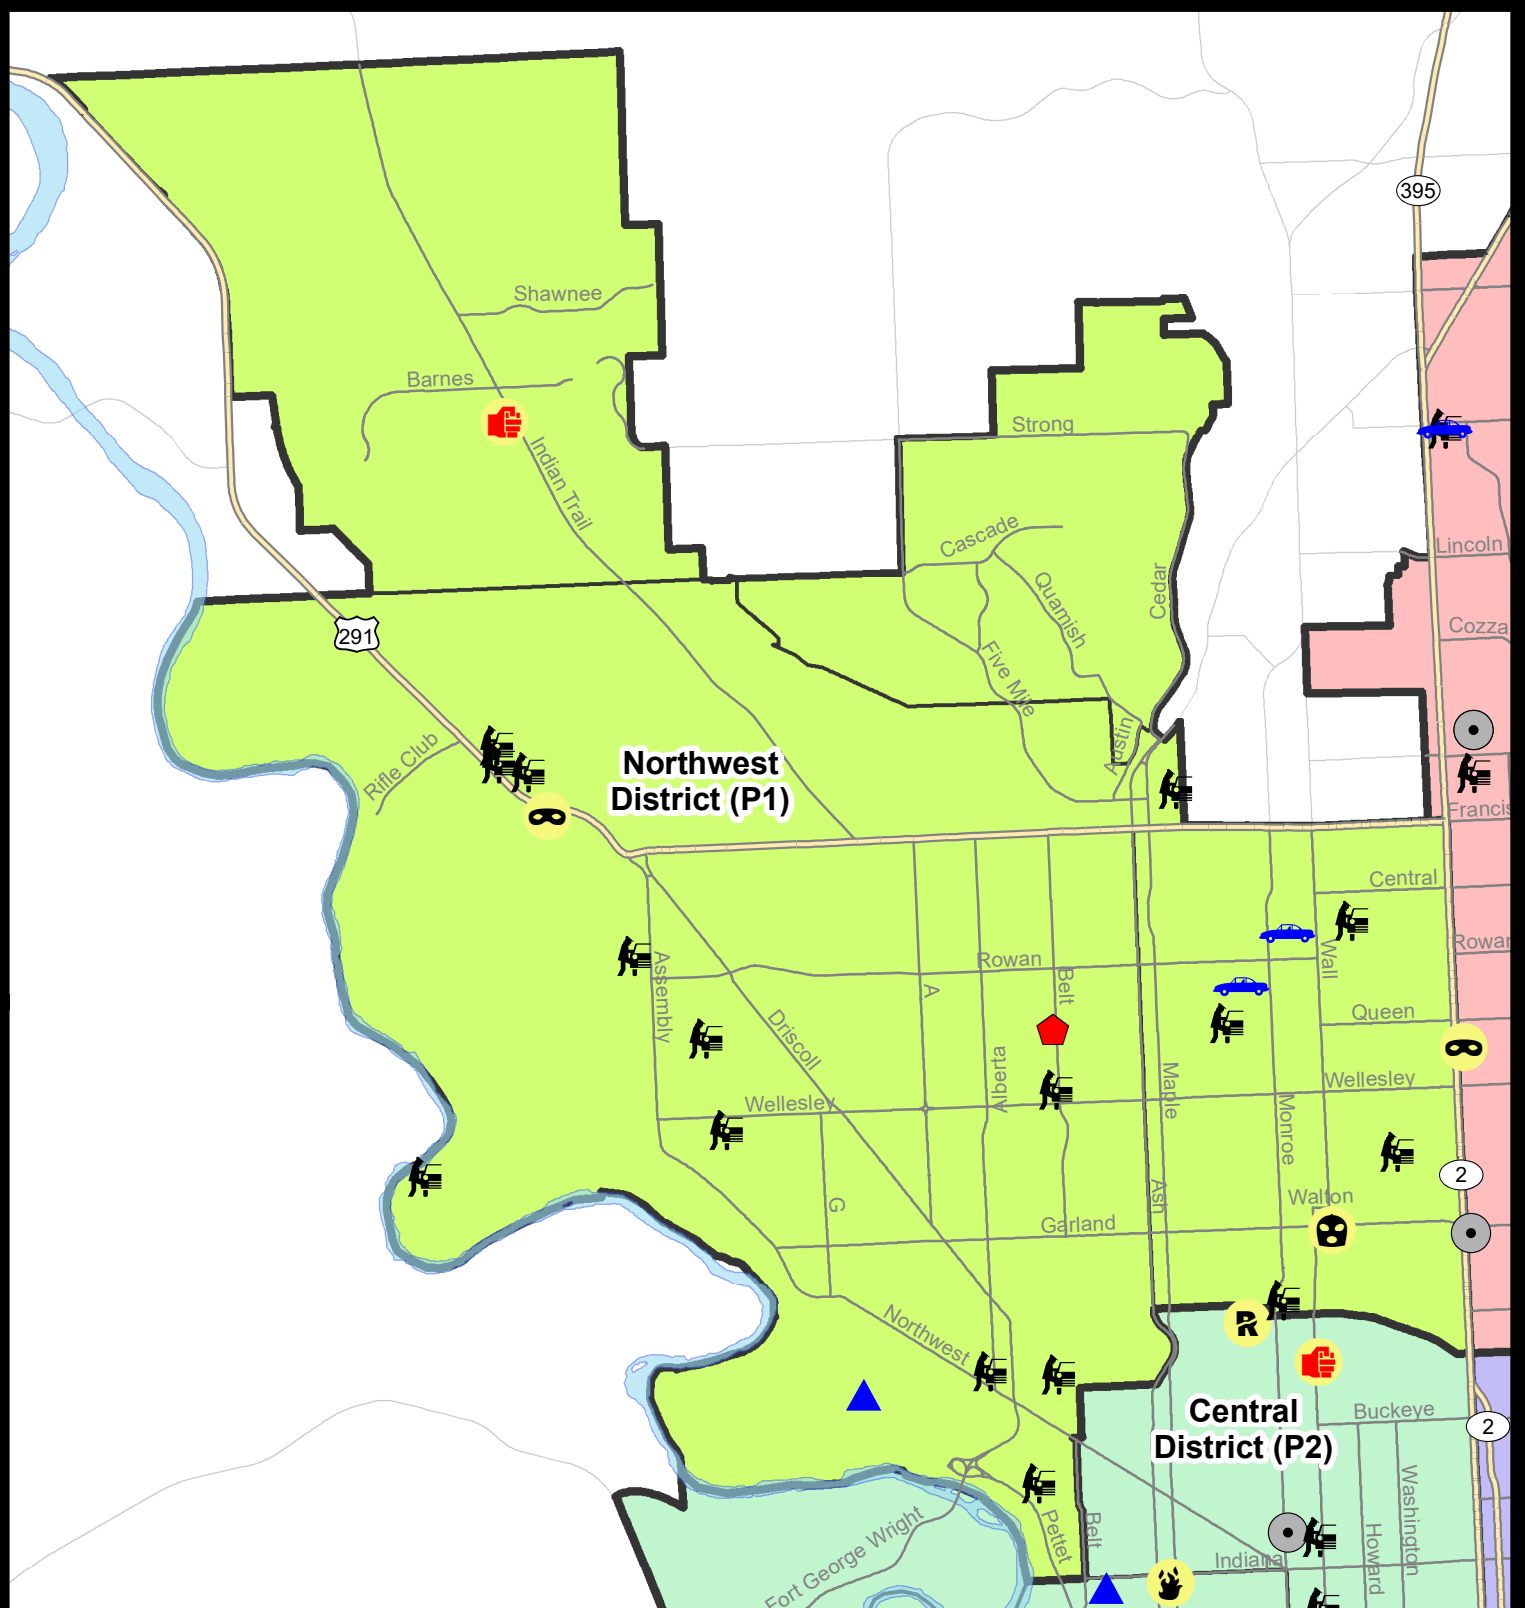 395
Shawnee
Barnes
Strong
Indian Trail
Cascade
Lincoln
Quamish
Cedar
291
Cozza
Five Mile
Austin
Rifle Club
Northwest
District (P1)
Francis
Central
Rowan
Rowan
Assembly
Wall
A
Belt
Driscoll
Queen
Alberta
Maple
Wellesley
Wellesley
Monroe
2
Ash
Walton
G
Garland
Northwest
R
Central
District (P2)
Buckeye
2
Washington
Fort George Wright
Pettet
Belt
Indiana
Howard